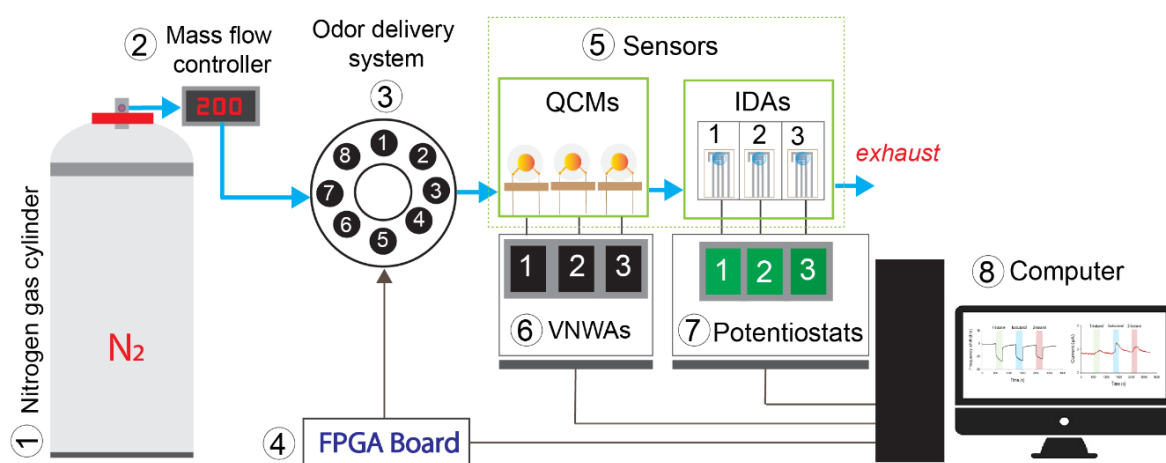 ① Nitrogen gas cylinder
N2
② Mass flow
controller
200
Odor delivery
system
③
1
2
3
4
5
6
7
8
④ FPGA Board
⑤ Sensors
QCMs
IDAs
1 2 3
exhaust
1 2 3
⑥ VNWAs
1 2 3
⑦ Potentiostats
⑧ Computer
Time (s)
Time (s)